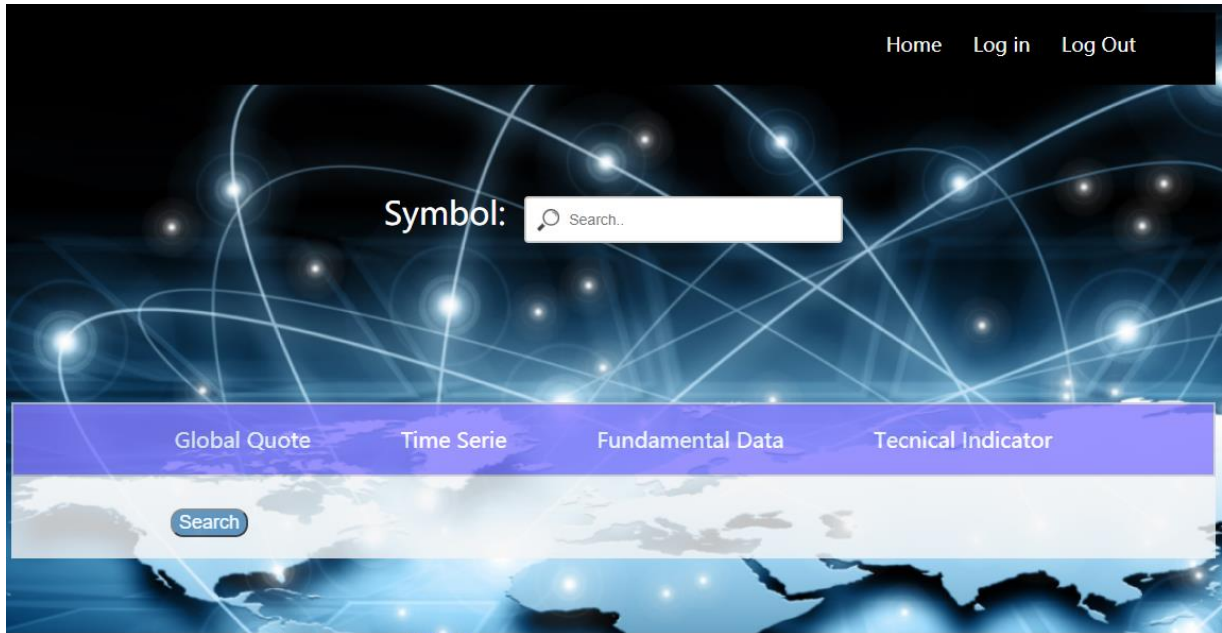 Home Log in Log Out
Symbol: Search..
Global Quote Time Serie Fundamental Data Tecnical Indicator
Search